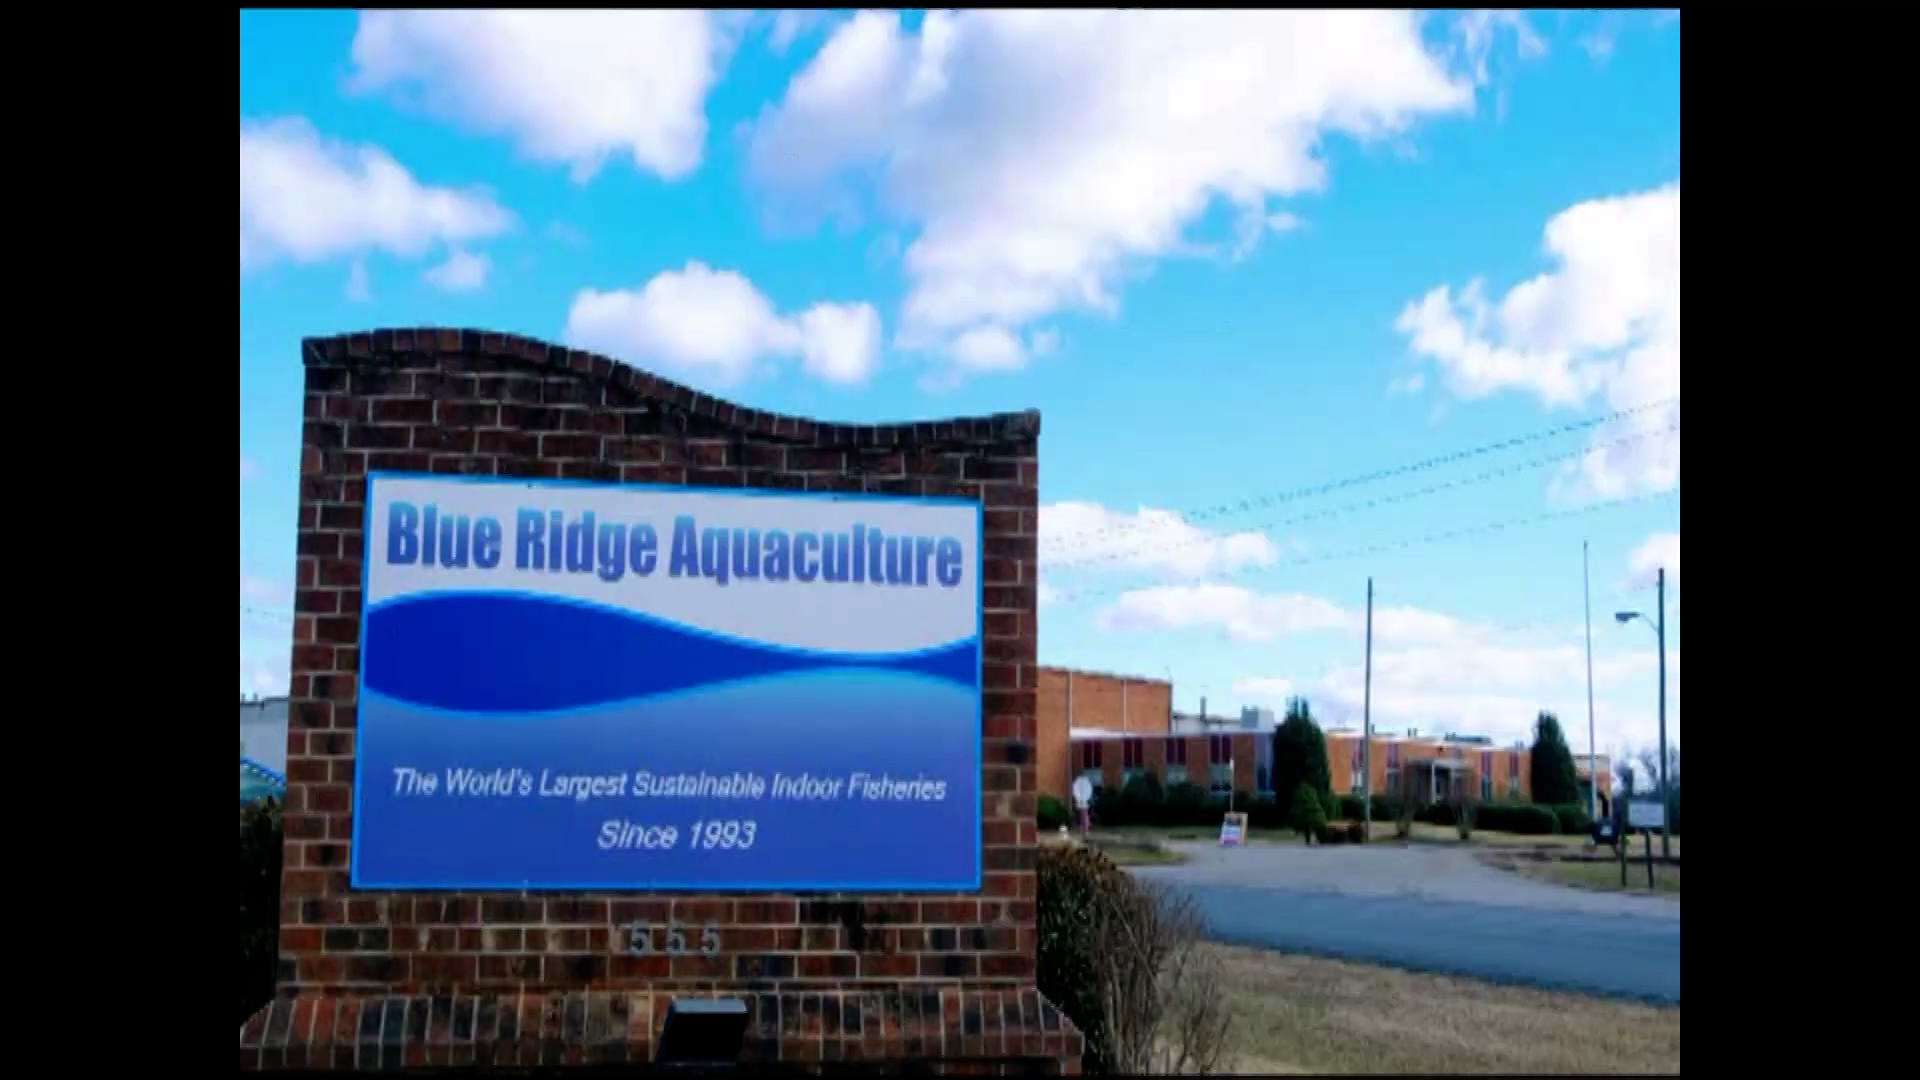 Blue Ridge Aquaculture
The World's Largest Sustainable Indoor Fisheries
Since 1993
555